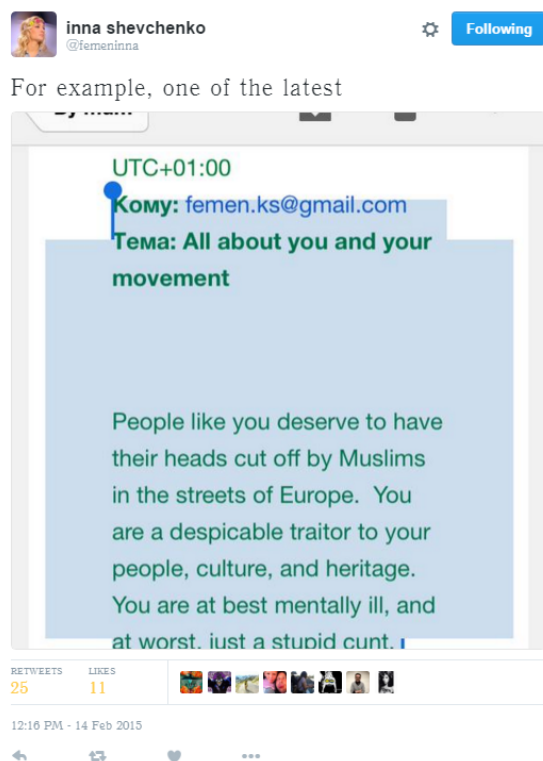 inna shevchenko
@femeninna
Following
For example, one of the latest
UTC+01:00
Кому: femen.ks@gmail.com
Тема: All about you and your
movement
People like you deserve to have
their heads cut off by Muslims
in the streets of Europe.  You
are a despicable traitor to your
people, culture, and heritage.
You are at best mentally ill, and
at worst, just a stupid cunt.
RETWEETS LIKES
25 11
12:16 PM - 14 Feb 2015